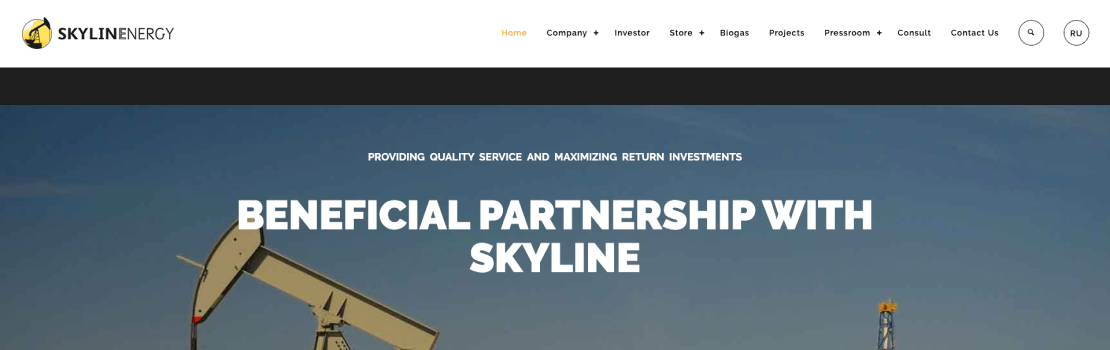 SKYLINE ENERGY
Home Company + Investor Store + Biogas Projects Pressroom + Consult Contact Us RU
PROVIDING QUALITY SERVICE AND MAXIMIZING RETURN INVESTMENTS
BENEFICIAL PARTNERSHIP WITH
SKYLINE